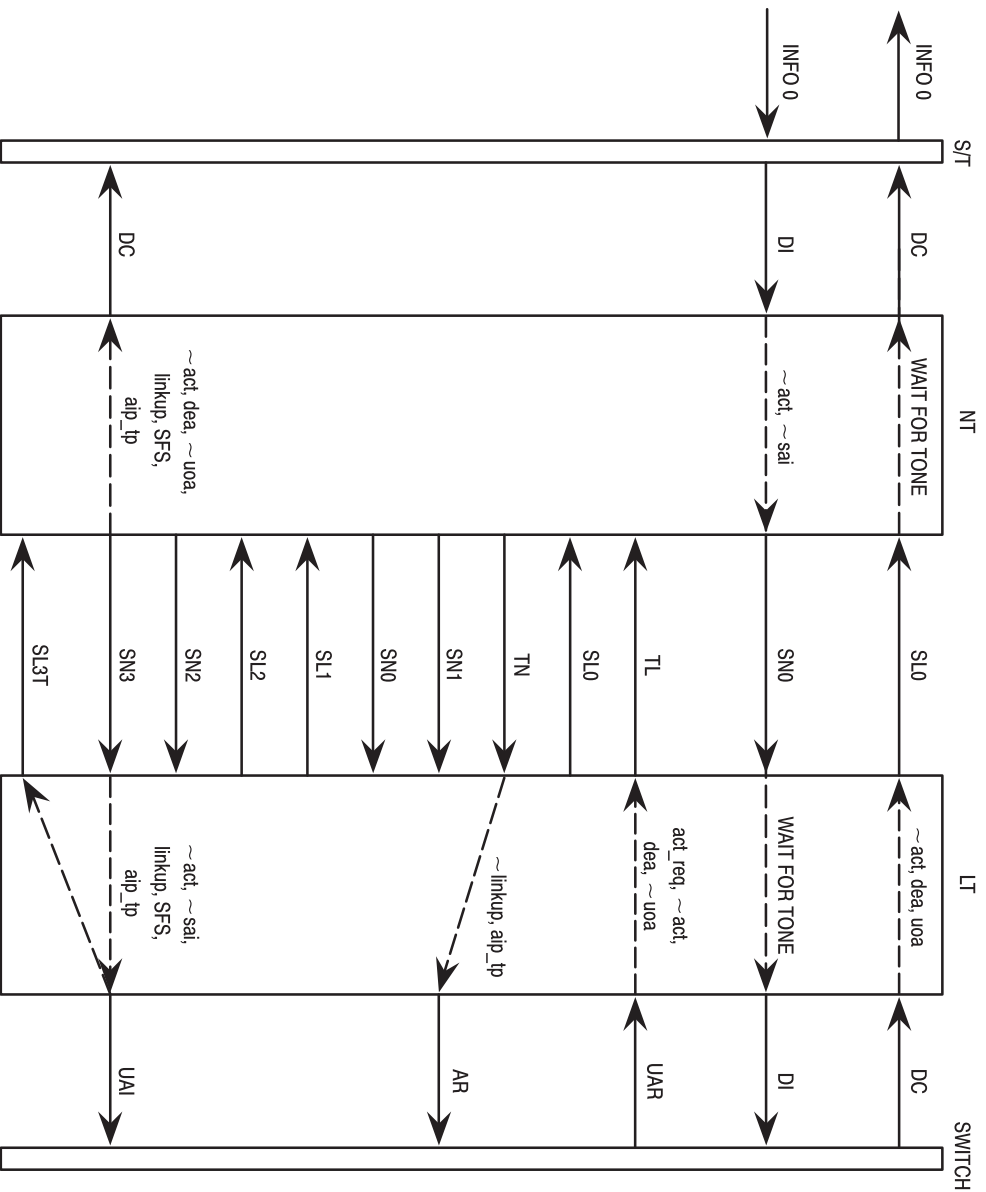 S/T
NT
LT
SWITCH
INFO 0
DC
WAIT FOR TONE
SL0
~ act, dea, uoa
DC
INFO 0
DI
~ act, ~ sai
SN0
WAIT FOR TONE
DI
TL
act_req, ~ act,
dea, ~ uoa
UAR
SL0
TN
~ linkup, aip_tp
SN1
AR
SN0
SL1
SL2
SN2
DC
~ act, dea, ~ uoa,
linkup, SFS,
aip_tp
SN3
~ act, ~ sai,
linkup, SFS,
aip_tp
UAI
SL3T